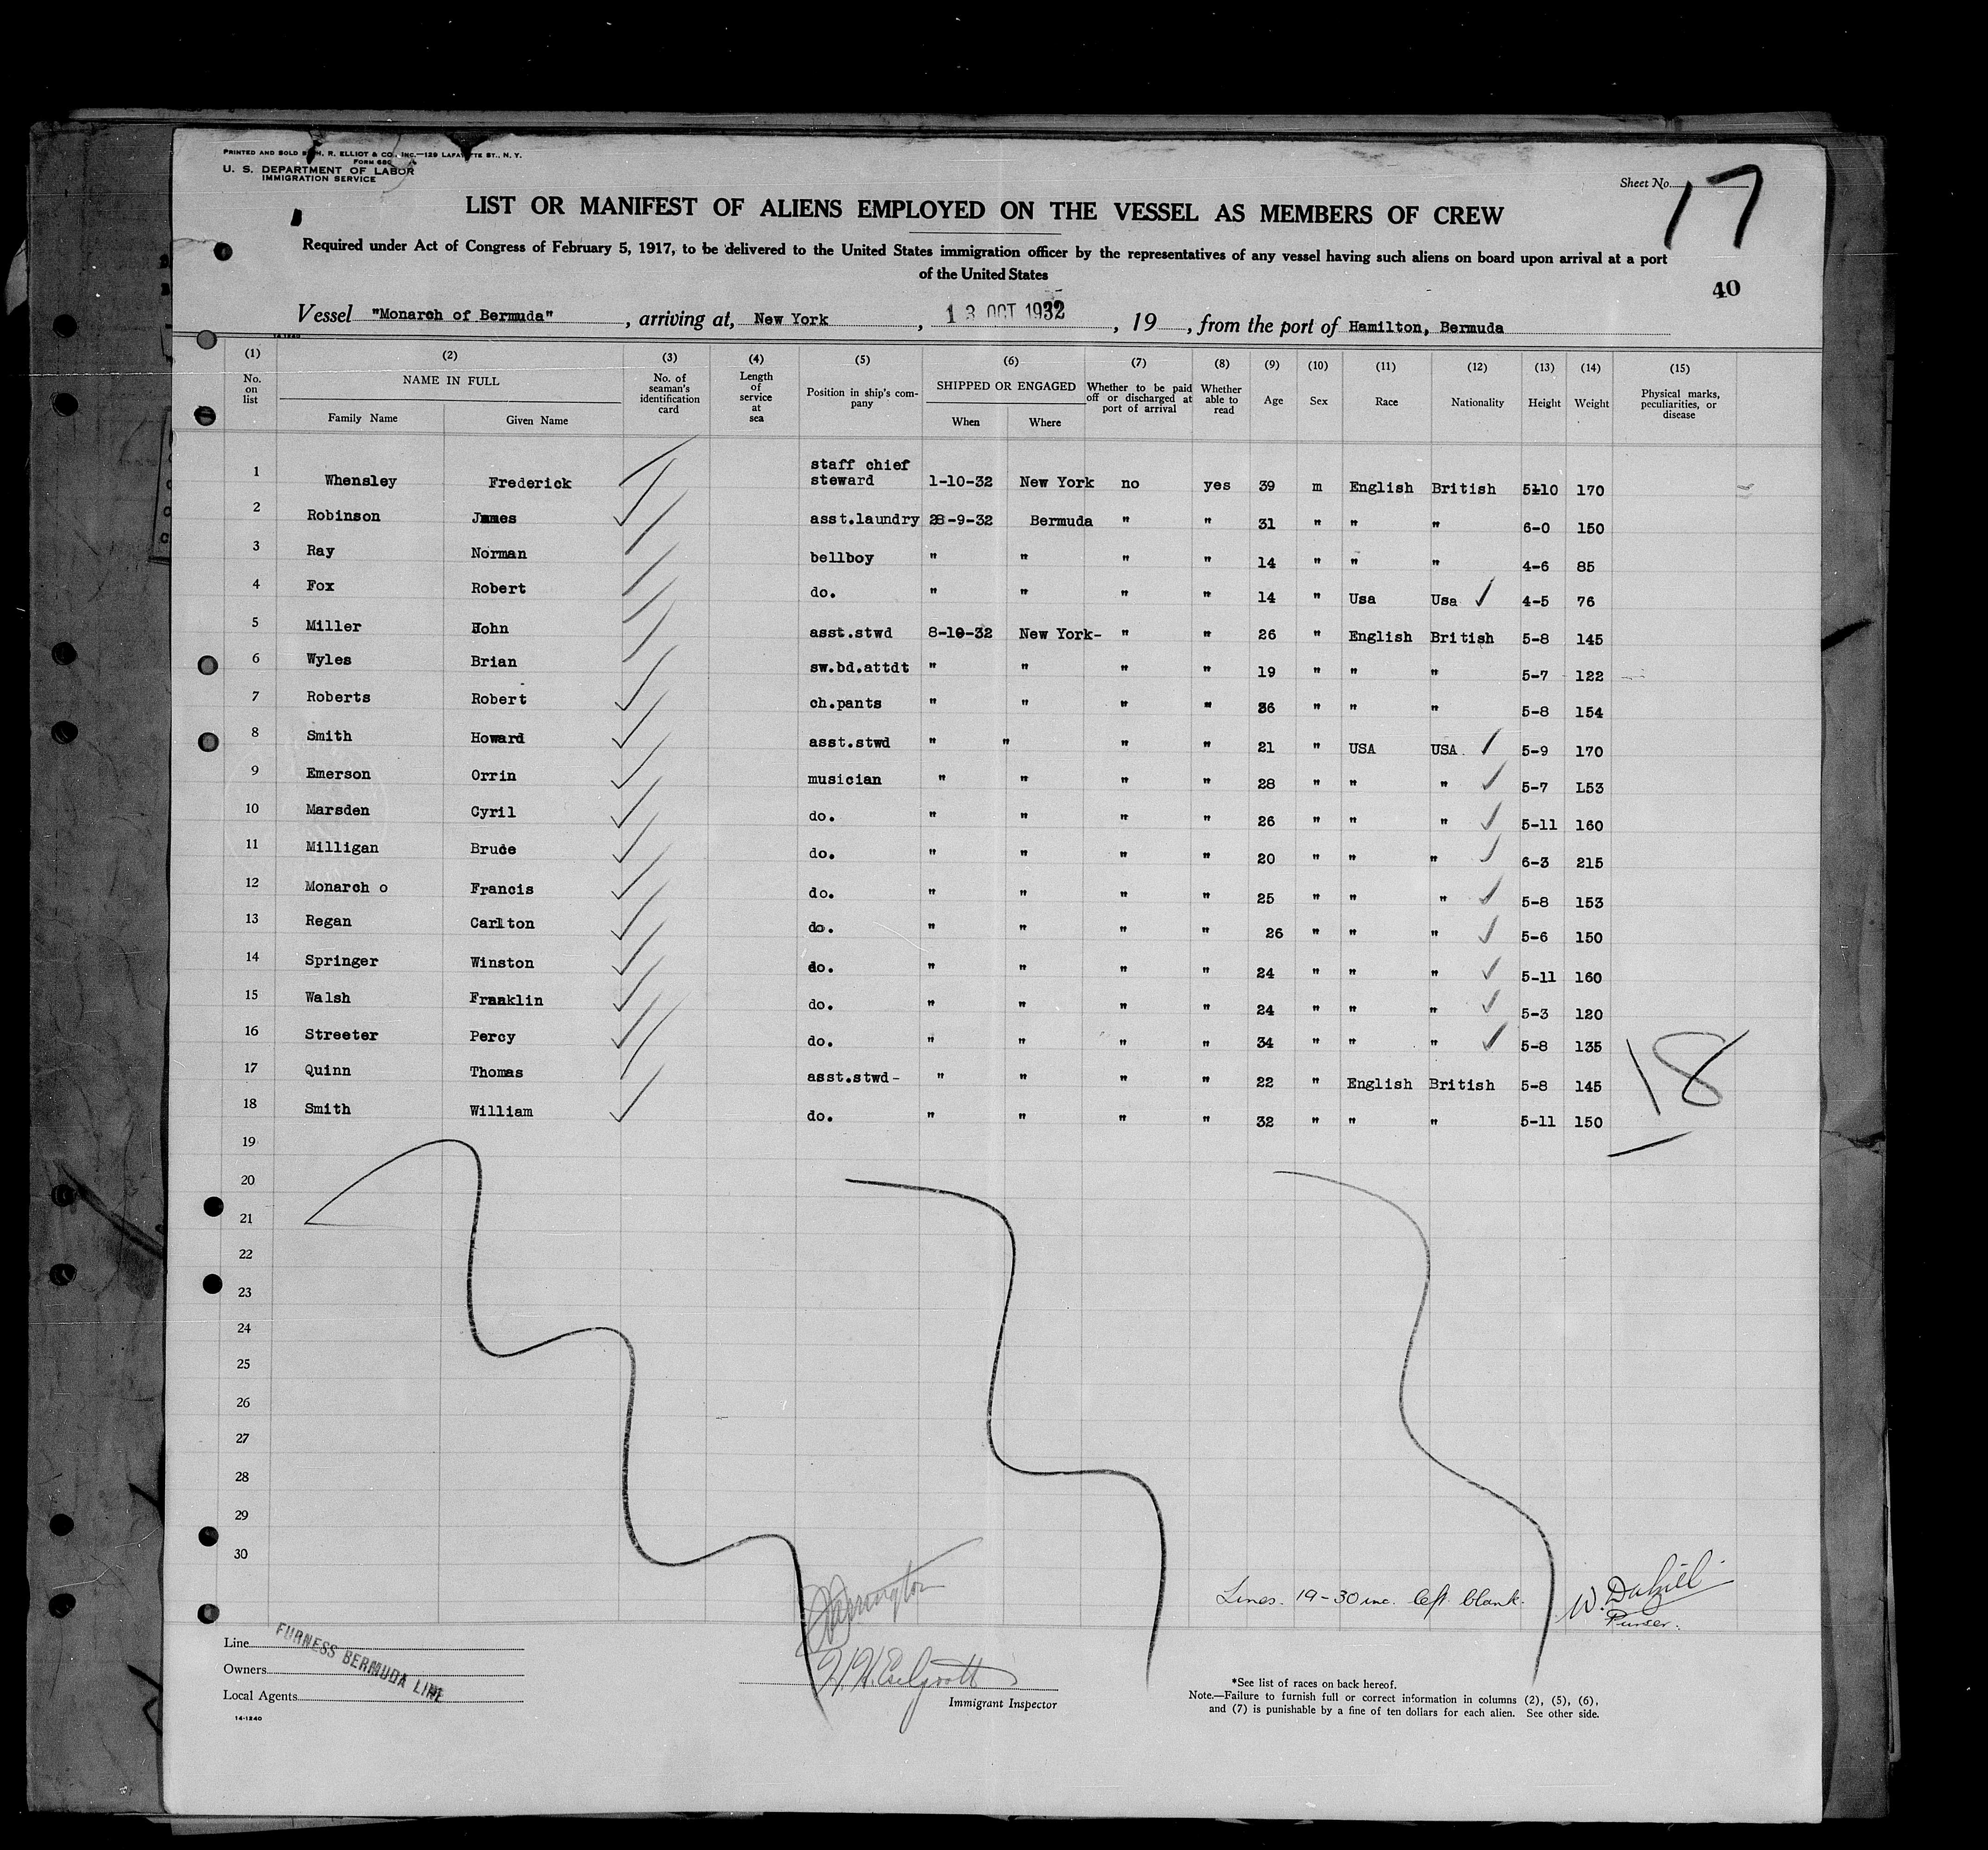 PRINTED AND SOLD BY H. R. ELLIOT & CO., INC.—129 LAFAYETTE ST., N. Y.
FORM 680
U. S. DEPARTMENT OF LABOR
IMMIGRATION SERVICE
Sheet No. 17
LIST OR MANIFEST OF ALIENS EMPLOYED ON THE VESSEL AS MEMBERS OF CREW
Required under Act of Congress of February 5, 1917, to be delivered to the United States immigration officer by the representatives of any vessel having such aliens on board upon arrival at a port
of the United States
40
Vessel "Monarch of Bermuda", arriving at, New York, 13 OCT 1932, 19, from the port of Hamilton, Bermuda
14-1240
(1) (2) (3) (4) (5) (6) (7) (8) (9) (10) (11) (12) (13) (14) (15)
No. on list NAME IN FULL Family Name Given Name No. of seaman's identification card Length of service at sea Position in ship's company SHIPPED OR ENGAGED When Where Whether to be paid off or discharged at port of arrival Whether able to read Age Sex Race Nationality Height Weight Physical marks, peculiarities, or disease
1 Whensley Frederick staff chief steward 1-10-32 New York no yes 39 m English British 5-10 170
2 Robinson James asst.laundry 28-9-32 Bermuda " " 31 " " " 6-0 150
3 Ray Norman bellboy " " " " 14 " " " 4-6 85
4 Fox Robert do. " " " " 14 " Usa Usa ✓ 4-5 76
5 Miller John asst.stwd 8-10-32 New York- " " 26 " English British 5-8 145
6 Wyles Brian sw.bd.attdt " " " " 19 " " " 5-7 122
7 Roberts Robert ch.pants " " " " 36 " " " 5-8 154
8 Smith Howard asst.stwd " " " " 21 " USA USA ✓ 5-9 170
9 Emerson Orrin musician " " " " 28 " " " ✓ 5-7 L53
10 Marsden Cyril do. " " " " 26 " " " ✓ 5-11 160
11 Milligan Bruce do. " " " " 20 " " " ✓ 6-3 215
12 Monarch o Francis do. " " " " 25 " " " ✓ 5-8 153
13 Regan Carlton do. " " " " 26 " " " ✓ 5-6 150
14 Springer Winston do. " " " " 24 " " " ✓ 5-11 160
15 Walsh Franklin do. " " " " 24 " " " ✓ 5-3 120
16 Streeter Percy do. " " " " 34 " " " ✓ 5-8 135
17 Quinn Thomas asst.stwd- " " " " 22 " English British 5-8 145
18 Smith William do. " " " " 32 " " " 5-11 150
18
19
20
21
22
23
24
25
26
27
28
29
30
Lines. 19-30 inc. left blank.
W. Dalziel
Purser.
Line
FURNESS BERMUDA LINE
Owners
Local Agents
14-1240
Immigrant Inspector
*See list of races on back hereof.
Note.—Failure to furnish full or correct information in columns (2), (5), (6),
and (7) is punishable by a fine of ten dollars for each alien. See other side.